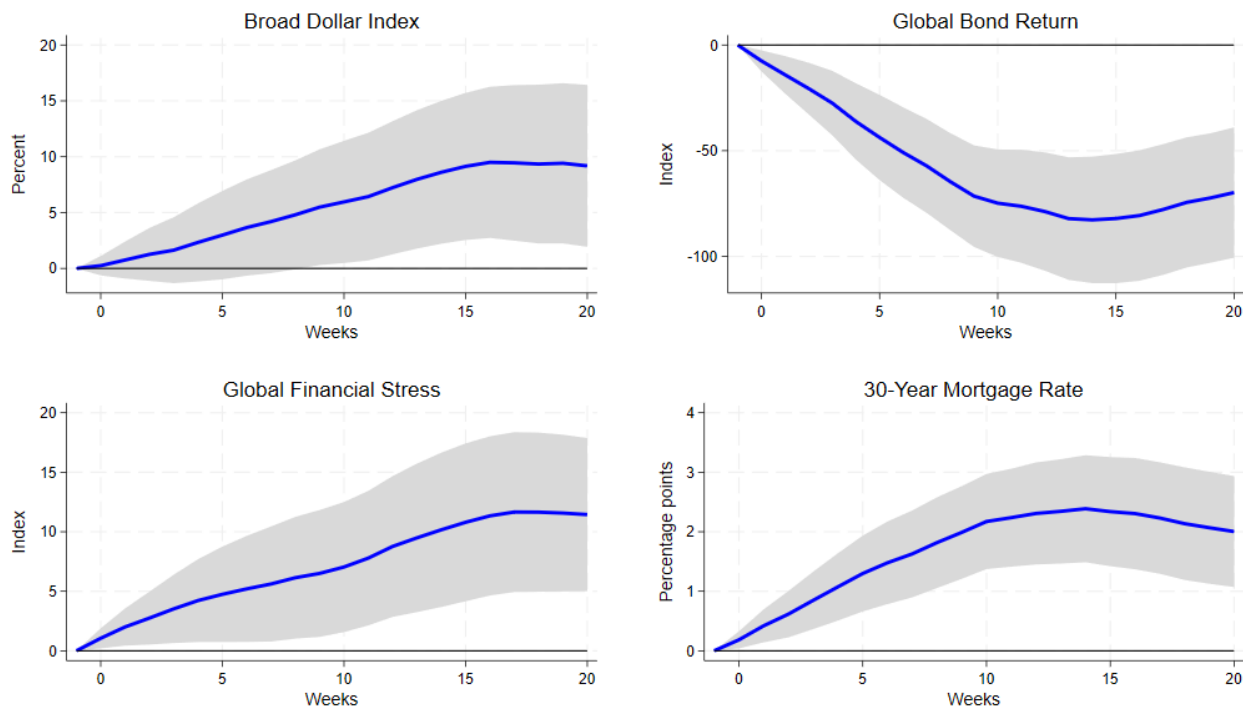 Broad Dollar Index
20
15
10
5
0
Percent
0 5 10 15 20
Weeks
Global Bond Return
0
-50
-100
Index
0 5 10 15 20
Weeks
Global Financial Stress
20
15
10
5
0
Index
0 5 10 15 20
Weeks
30-Year Mortgage Rate
4
3
2
1
0
Percentage points
0 5 10 15 20
Weeks